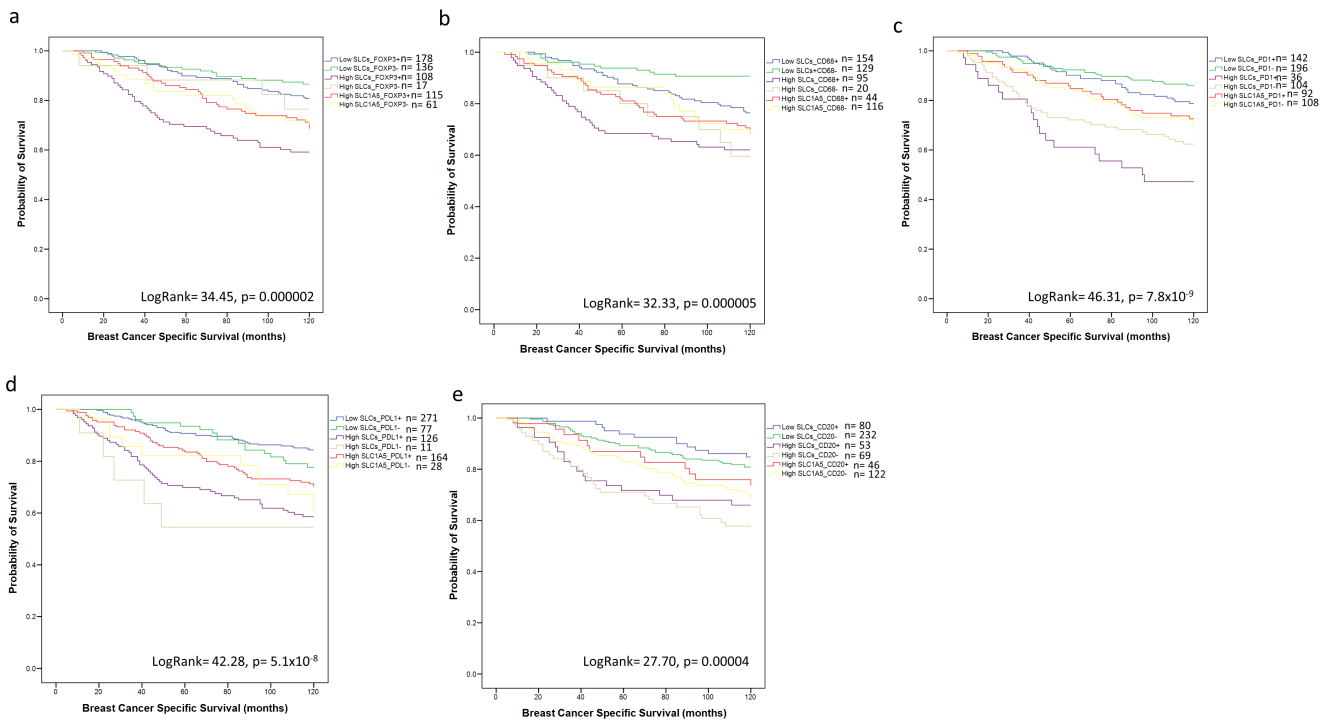 a
1.0
0.8
0.6
0.4
0.2
0.0
Probability of Survival
0 20 40 60 80 100 120
Breast Cancer Specific Survival (months)
Low SLCs_FOXP3+ n= 178
Low SLCs_FOXP3- n= 136
High SLCs_FOXP3+ n= 108
High SLCs_FOXP3- n= 17
High SLC1A5_FOXP3+ n= 115
High SLC1A5_FOXP3- n= 61
LogRank= 34.45, p= 0.000002
b
1.0
0.8
0.6
0.4
0.2
0.0
Probability of Survival
0 20 40 60 80 100 120
Breast Cancer Specific Survival (months)
Low SLCs_CD68+ n= 154
Low SLCs+CD68- n= 129
High SLCs_CD68+ n= 95
High SLCs_CD68- n= 20
High SLC1A5_CD68+ n= 44
High SLC1A5_CD68- n= 116
LogRank= 32.33, p= 0.000005
c
1.0
0.8
0.6
0.4
0.2
0.0
Probability of Survival
0 20 40 60 80 100 120
Breast Cancer Specific Survival (months)
Low SLCs_PD1+ n= 142
Low SLCs_PD1- n= 196
High SLCs_PD1+ n= 36
High SLCs_PD1- n= 104
High SLC1A5_PD1+ n= 92
High SLC1A5_PD1- n= 108
LogRank= 46.31, p= 7.8x10⁻⁹
d
1.0
0.8
0.6
0.4
0.2
0.0
Probability of Survival
0 20 40 60 80 100 120
Breast Cancer Specific Survival (months)
Low SLCs_PDL1+ n= 271
Low SLCs_PDL1- n= 77
High SLCs_PDL1+ n= 126
High SLCs_PDL1- n= 11
High SLC1A5_PDL1+ n= 164
High SLC1A5_PDL1- n= 28
LogRank= 42.28, p= 5.1x10⁻⁸
e
1.0
0.8
0.6
0.4
0.2
0.0
Probability of Survival
0 20 40 60 80 100 120
Breast Cancer Specific Survival (months)
Low SLCs_CD20+ n= 80
Low SLCs_CD20- n= 232
High SLCs_CD20+ n= 53
High SLCs_CD20- n= 69
High SLC1A5_CD20+ n= 46
High SLC1A5_CD20- n= 122
LogRank= 27.70, p= 0.00004